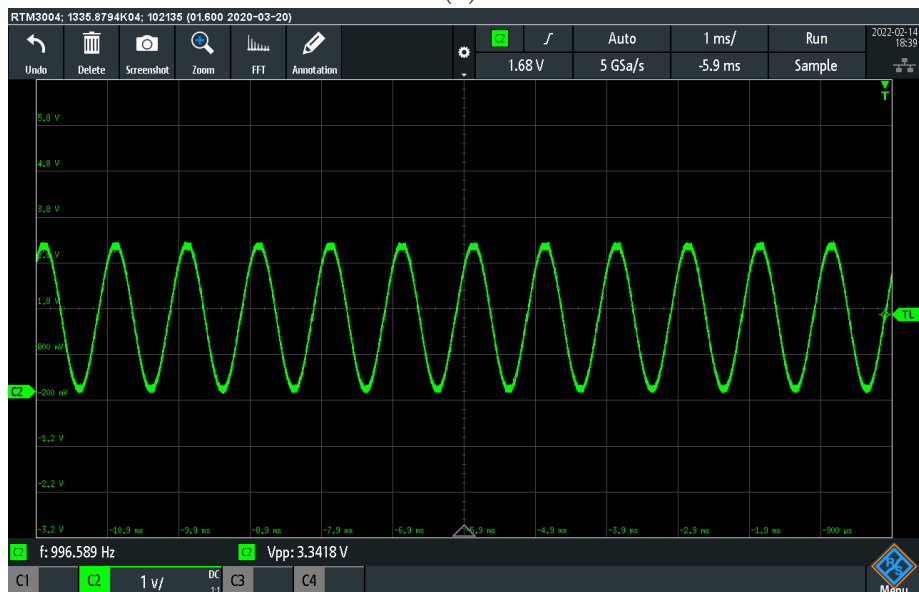 RTM3004; 1335.8794K04; 102135 (01.600 2020-03-20)
Undo Delete Screenshot Zoom FFT Annotation
C2 Auto 1 ms/ Run
1.68 V 5 GSa/s -5.9 ms Sample
2022-02-14
18:39
T
5.8 V
4.8 V
3.8 V
1.8 V
TL
800 mV
C2 -200 mV
-1.2 V
-2.2 V
-3.2 V -10.9 ms -9.9 ms -8.9 ms -7.9 ms -6.9 ms -4.9 ms -3.9 ms -2.9 ms -1.9 ms -900 µs
C2 f: 996.589 Hz C2 Vpp: 3.3418 V
C1 C2 1 V/ DC 1:1 C3 C4 Menu
R S